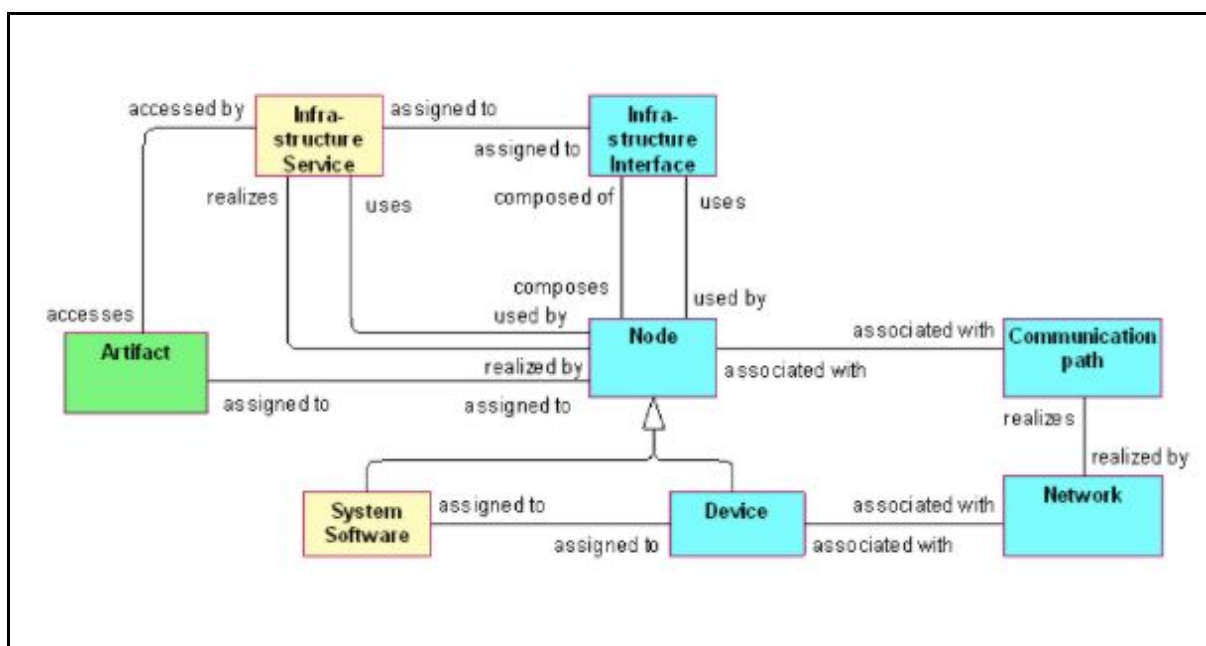 accessed by
Infra-
structure
Service
assigned to
assigned to
Infra-
structure
Interface
realizes
uses
composed of
uses
accesses
composes
used by
used by
Artifact
Node
associated with
Communication
path
realized by
associated with
assigned to
assigned to
realizes
realized by
System
Software
assigned to
assigned to
Device
associated with
associated with
Network